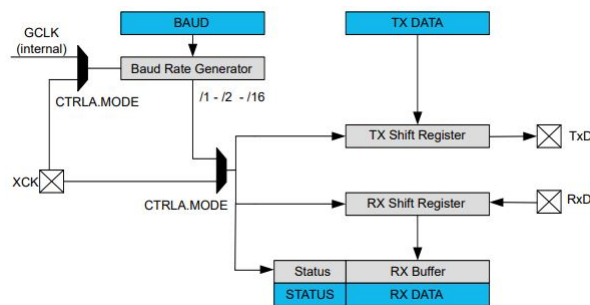 GCLK
(internal)
BAUD
TX DATA
Baud Rate Generator
CTRLA.MODE
/1 - /2 - /16
TX Shift Register
TxD
XCK
CTRLA.MODE
RX Shift Register
RxD
Status
RX Buffer
STATUS
RX DATA